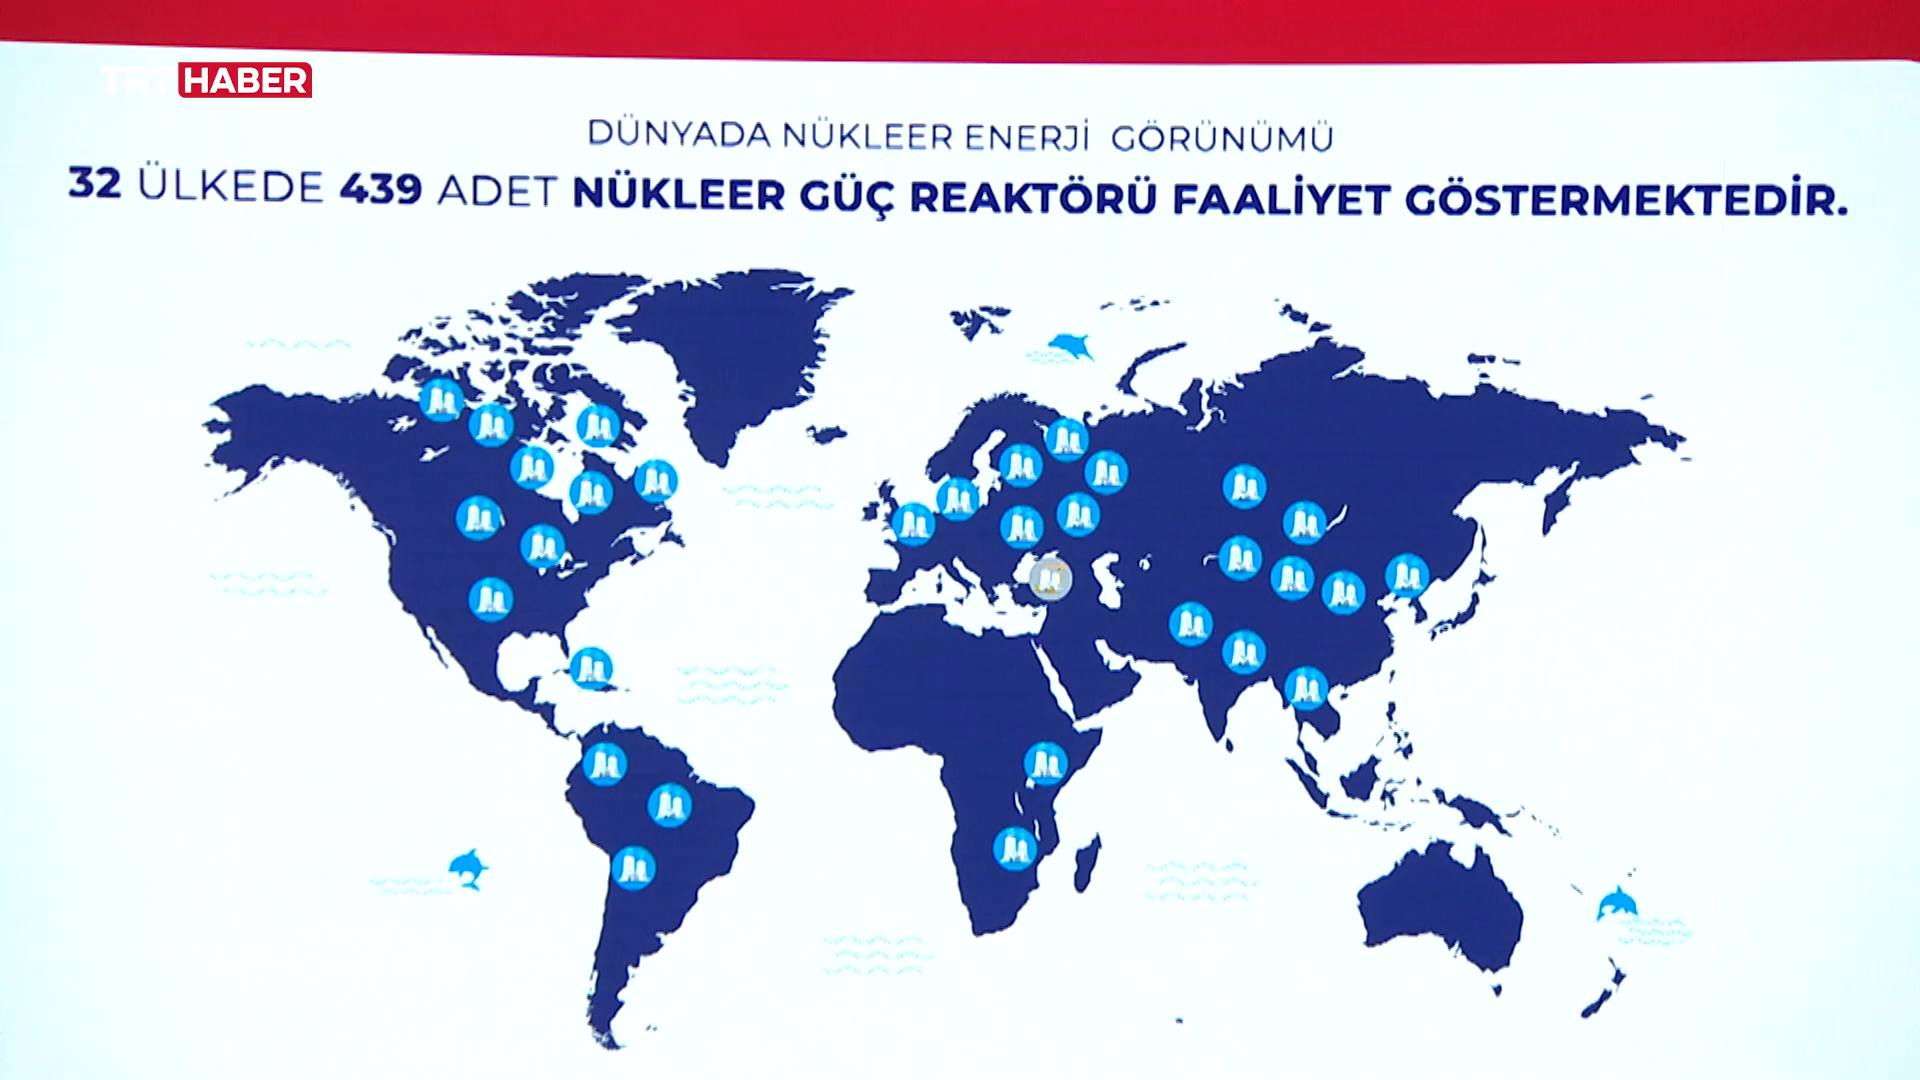 TRT HABER
DÜNYADA NÜKLEER ENERJİ GÖRÜNÜMÜ
32 ÜLKEDE 439 ADET NÜKLEER GÜÇ REAKTÖRÜ FAALİYET GÖSTERMEKTEDİR.